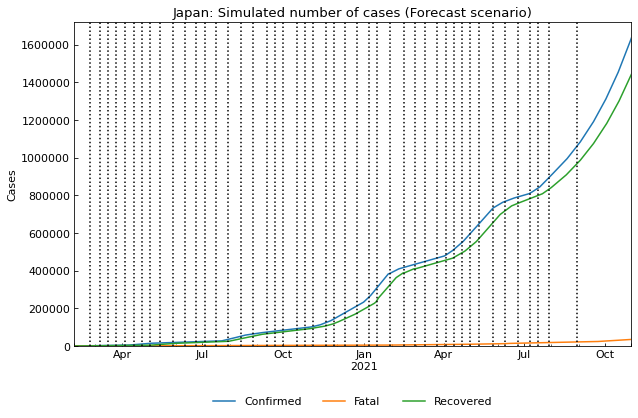 Japan: Simulated number of cases (Forecast scenario)
1600000
1400000
1200000
1000000
800000
600000
400000
200000
0
Cases
Apr Jul Oct Jan Apr Jul Oct
2021
Confirmed Fatal Recovered